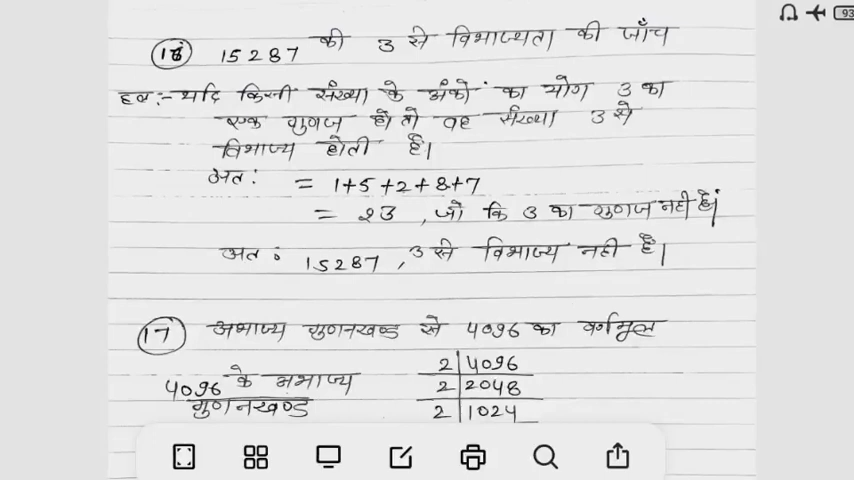 93
16 15287 की 3 से विभाज्यता की जाँच
हल:- यदि किसी संख्या के अंकों का योग 3 का
एक गुणज हो तो वह संख्या 3 से
विभाज्य होती है।
अत: = 1+5+2+8+7
= 23 , जो कि 3 का गुणज नही है।
अत: 15287 , 3 से विभाज्य नही है।
17 अभाज्य गुणनखण्ड से 4096 का वर्गमूल
4096 के अभाज्य
गुणनखण्ड
2 | 4096
2 | 2048
2 | 1024